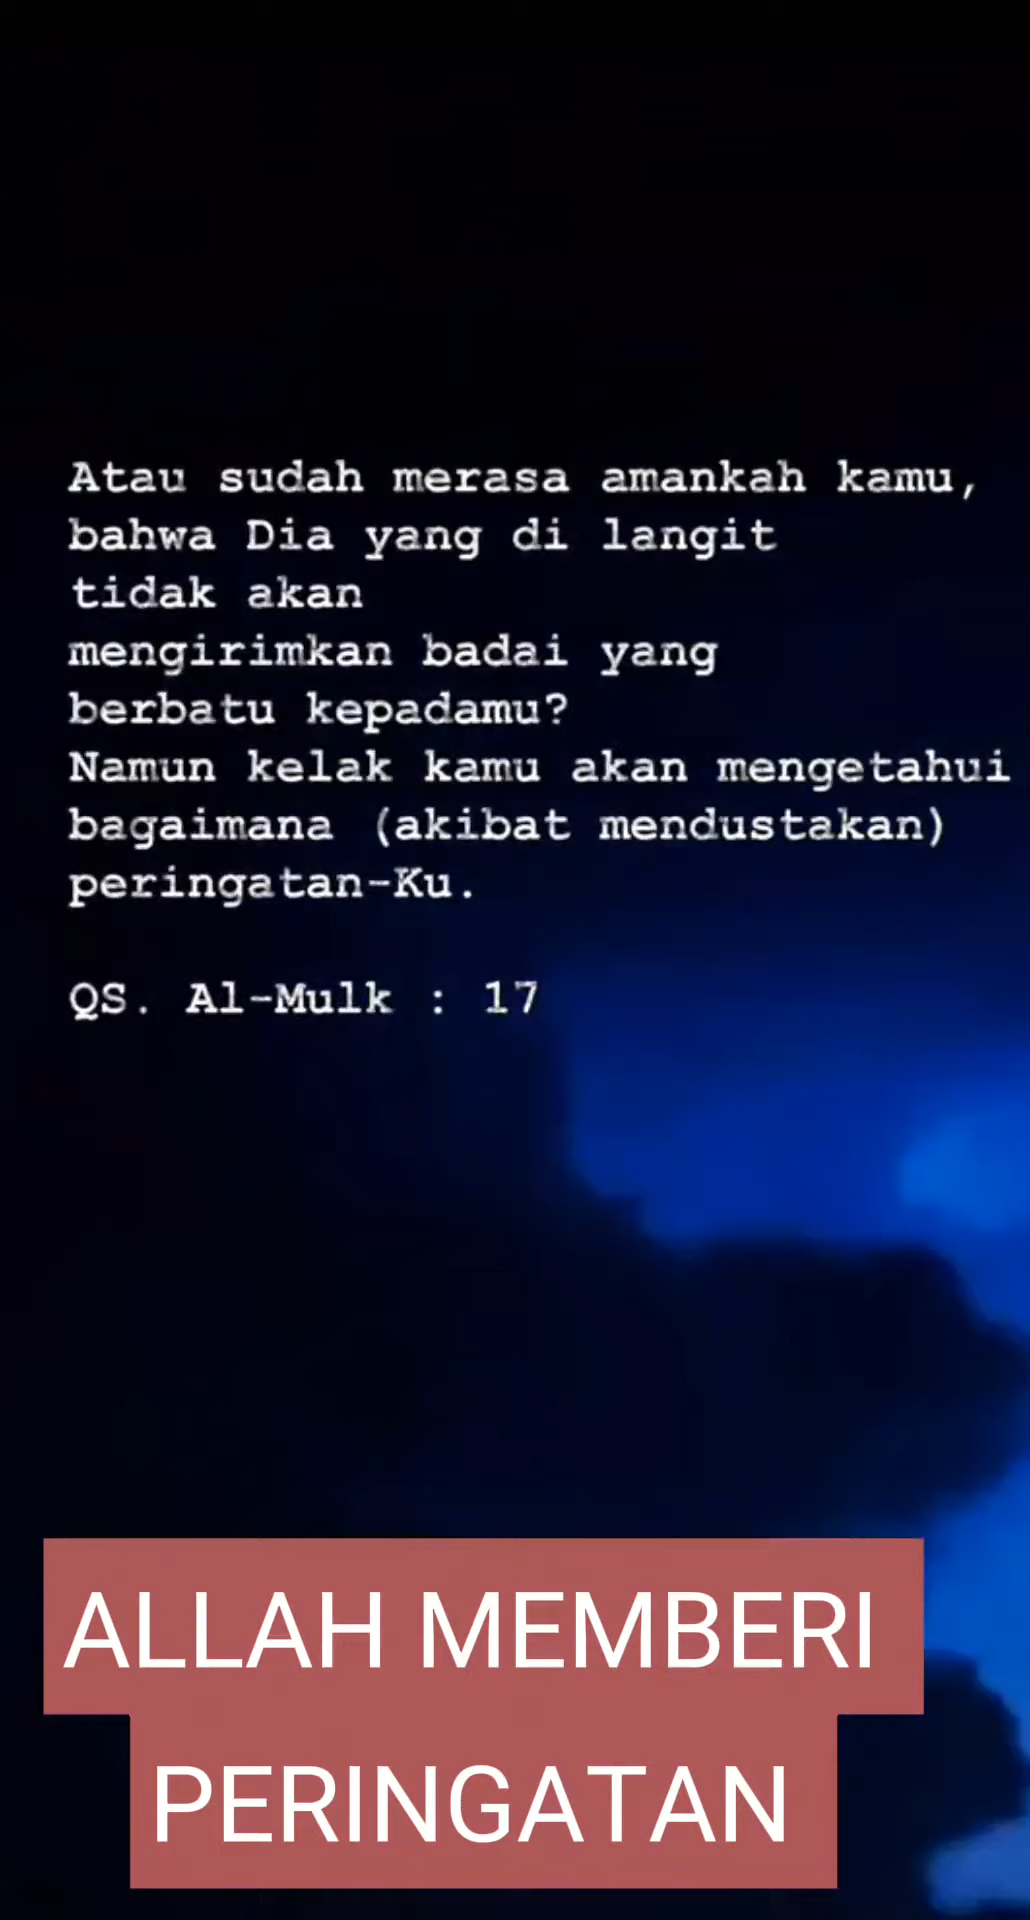 Atau sudah merasa amankah kamu,
bahwa Dia yang di langit
tidak akan
mengirimkan badai yang
berbatu kepadamu?
Namun kelak kamu akan mengetahui
bagaimana (akibat mendustakan)
peringatan-Ku.
QS. Al-Mulk : 17
ALLAH MEMBERI
PERINGATAN